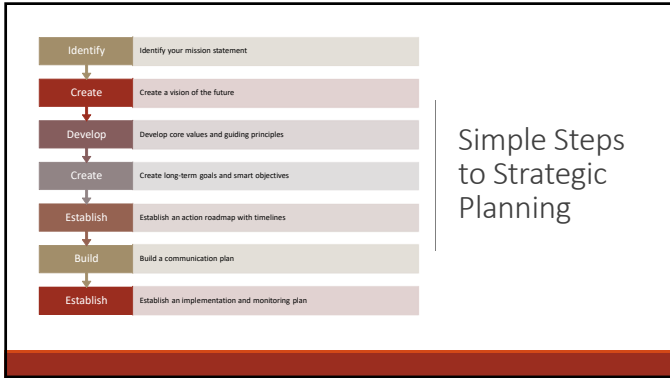 Identify
Identify your mission statement
Create
Create a vision of the future
Develop
Develop core values and guiding principles
Create
Create long-term goals and smart objectives
Establish
Establish an action roadmap with timelines
Build
Build a communication plan
Establish
Establish an implementation and monitoring plan
Simple Steps
to Strategic
Planning